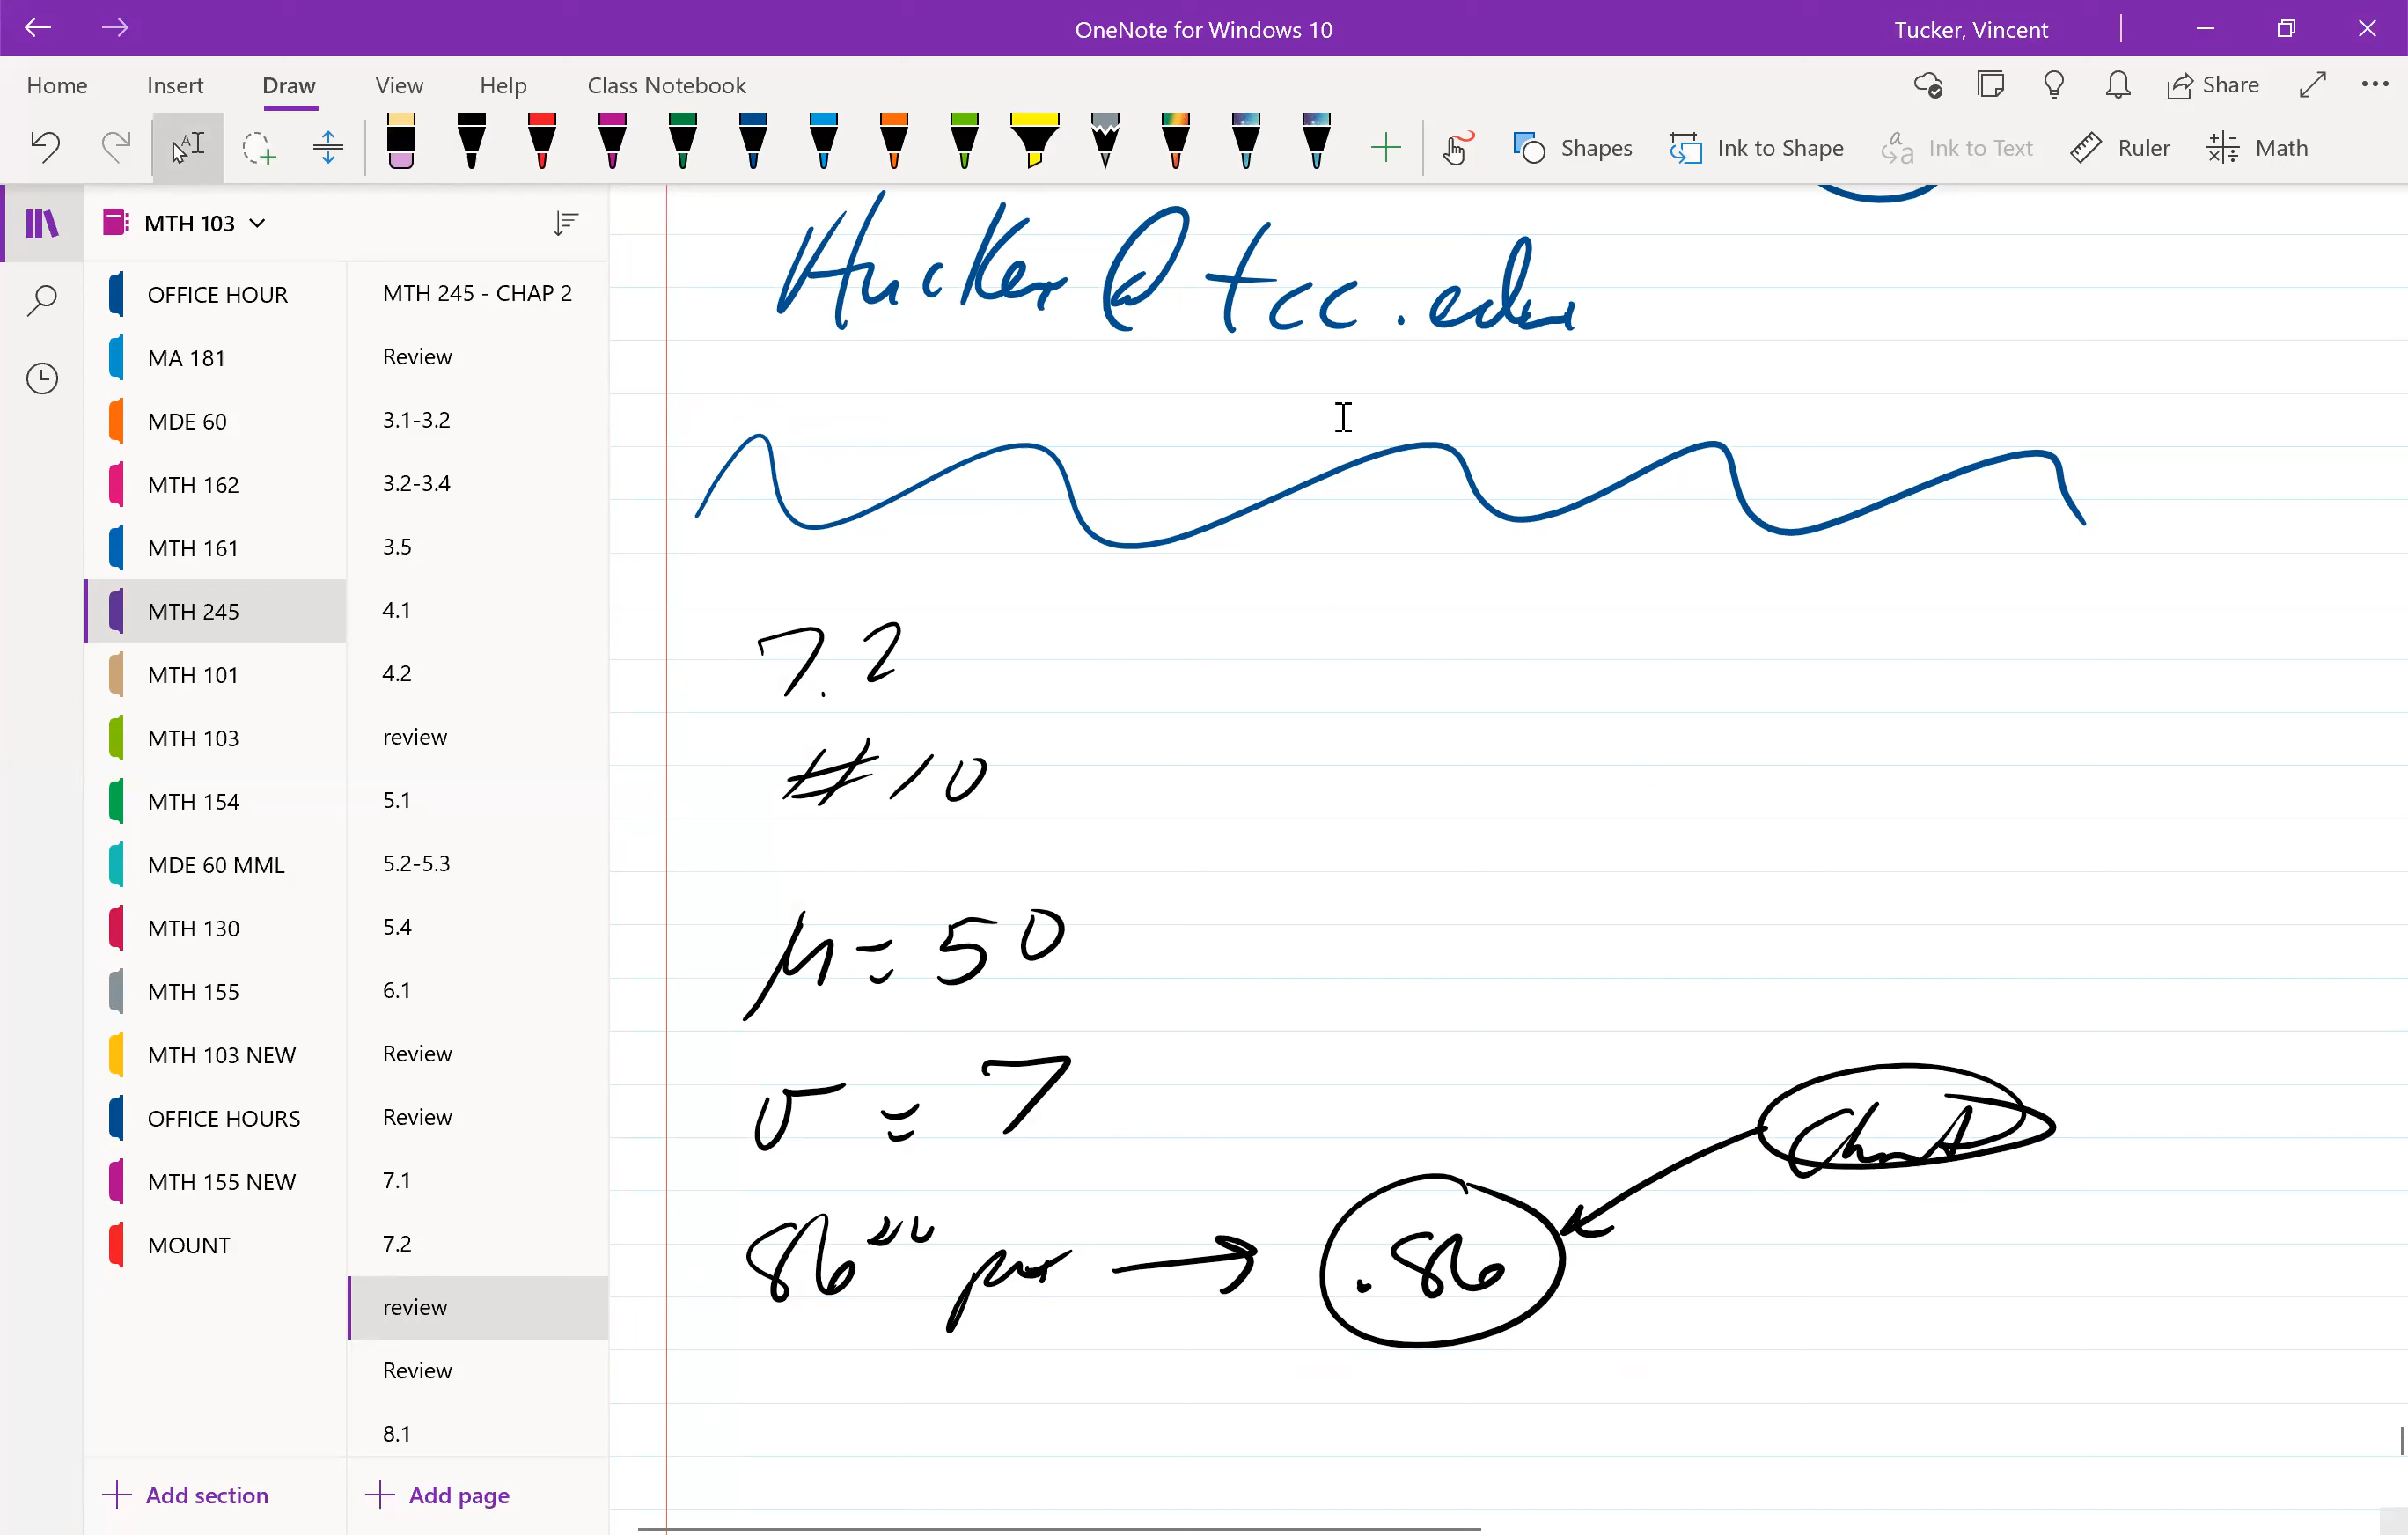 OneNote for Windows 10
Tucker, Vincent
Home Insert Draw View Help Class Notebook
Share
Shapes Ink to Shape Ink to Text Ruler Math
MTH 103
OFFICE HOUR
MA 181
MDE 60
MTH 162
MTH 161
MTH 245
MTH 101
MTH 103
MTH 154
MDE 60 MML
MTH 130
MTH 155
MTH 103 NEW
OFFICE HOURS
MTH 155 NEW
MOUNT
Add section
MTH 245 - CHAP 2
Review
3.1-3.2
3.2-3.4
3.5
4.1
4.2
review
5.1
5.2-5.3
5.4
6.1
Review
Review
7.1
7.2
review
Review
8.1
Add page
@tcc.edu
7.2
#10
μ = 50
σ = 7
Chart
86 → .86